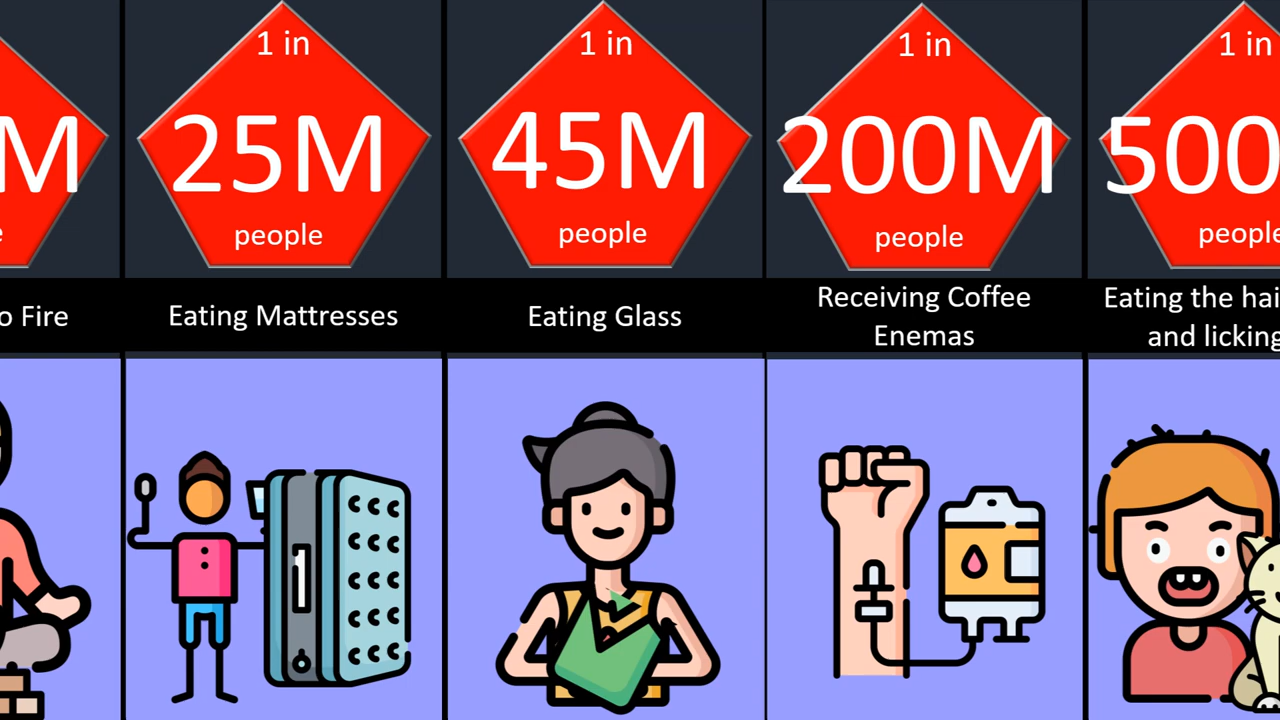 M
o Fire
1 in
25M
people
Eating Mattresses
1 in
45M
people
Eating Glass
1 in
200M
people
Receiving Coffee
Enemas
1 in
500
people
Eating the hai
and licking